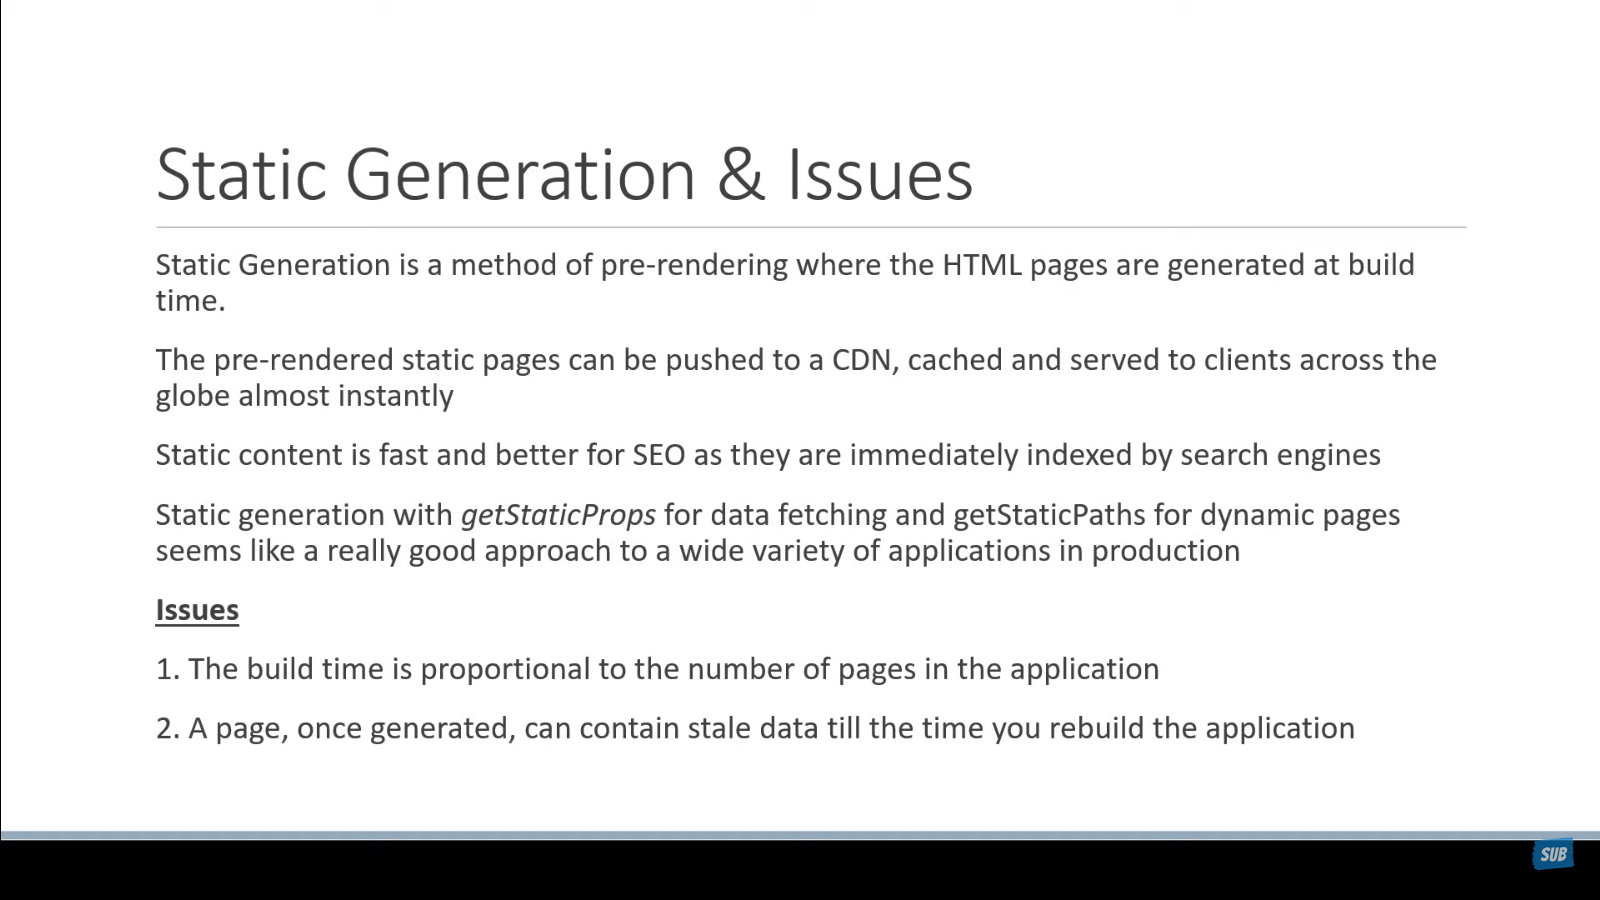 Static Generation & Issues
Static Generation is a method of pre-rendering where the HTML pages are generated at build
time.
The pre-rendered static pages can be pushed to a CDN, cached and served to clients across the
globe almost instantly
Static content is fast and better for SEO as they are immediately indexed by search engines
Static generation with getStaticProps for data fetching and getStaticPaths for dynamic pages
seems like a really good approach to a wide variety of applications in production
Issues
1. The build time is proportional to the number of pages in the application
2. A page, once generated, can contain stale data till the time you rebuild the application
SUB